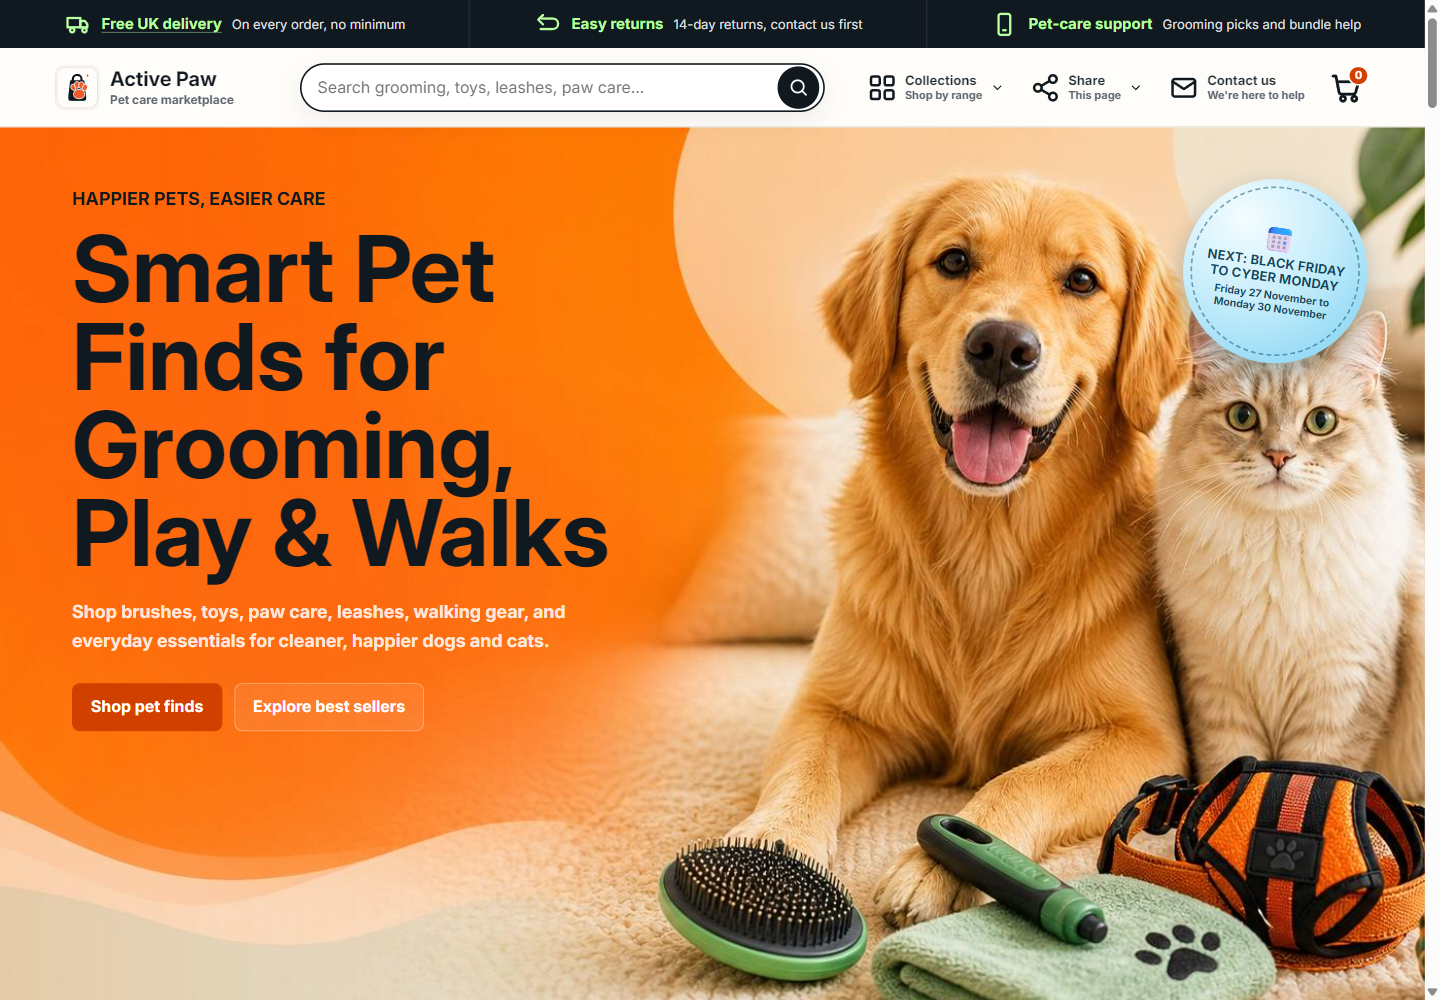 Free UK delivery On every order, no minimum
Easy returns 14-day returns, contact us first
Pet-care support Grooming picks and bundle help
Active Paw
Pet care marketplace
Search grooming, toys, leashes, paw care...
Collections
Shop by range
Share
This page
Contact us
We're here to help
0
HAPPIER PETS, EASIER CARE
Smart Pet
Finds for
Grooming,
Play & Walks
Shop brushes, toys, paw care, leashes, walking gear, and
everyday essentials for cleaner, happier dogs and cats.
Shop pet finds
Explore best sellers
NEXT: BLACK FRIDAY
TO CYBER MONDAY
Friday 27 November to
Monday 30 November